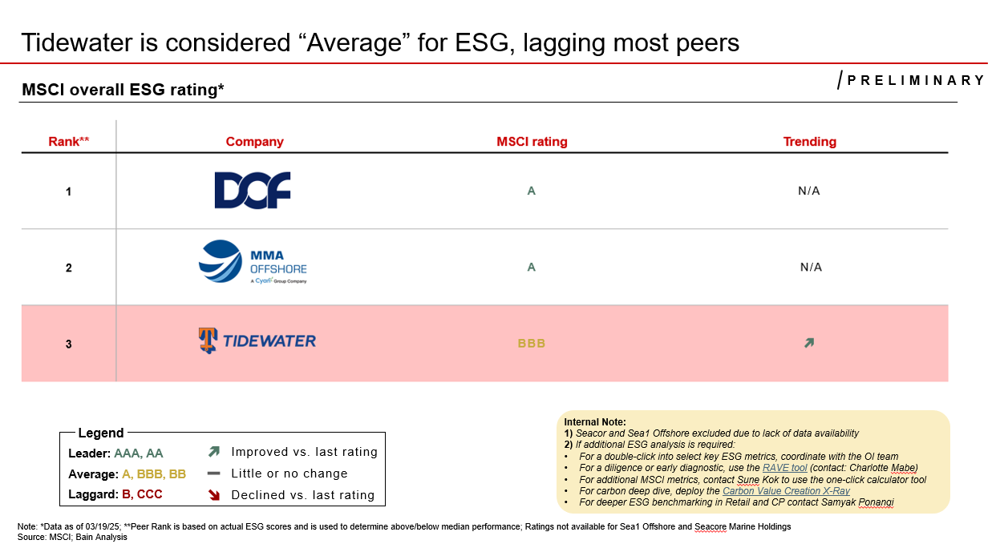 Tidewater is considered “Average” for ESG, lagging most peers
PRELIMINARY
MSCI overall ESG rating*
Rank** Company MSCI rating Trending
1 DOF A N/A
2 MMA OFFSHORE A Cyan Group Company A N/A
3 TIDEWATER BBB
Legend
Leader: AAA, AA Improved vs. last rating
Average: A, BBB, BB Little or no change
Laggard: B, CCC Declined vs. last rating
Internal Note:
1) Seacor and Sea1 Offshore excluded due to lack of data availability
2) If additional ESG analysis is required:
• For a double-click into select key ESG metrics, coordinate with the OI team
• For a diligence or early diagnostic, use the RAVE tool (contact: Charlotte Mabe)
• For additional MSCI metrics, contact Sune Kok to use the one-click calculator tool
• For carbon deep dive, deploy the Carbon Value Creation X-Ray
• For deeper ESG benchmarking in Retail and CP contact Samyak Ponangi
Note: *Data as of 03/19/25; **Peer Rank is based on actual ESG scores and is used to determine above/below median performance; Ratings not available for Sea1 Offshore and Seacore Marine Holdings
Source: MSCI; Bain Analysis